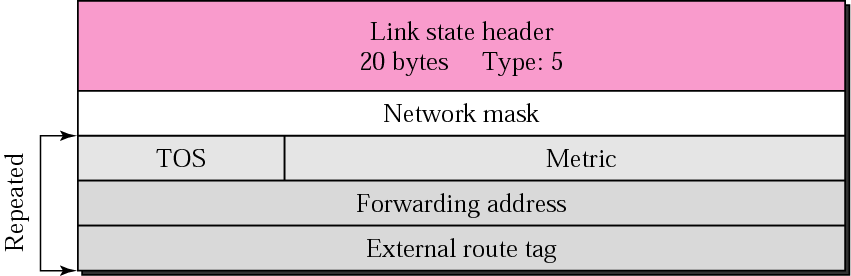 Link state header
20 bytes Type: 5
Network mask
TOS Metric
Forwarding address
External route tag
Repeated